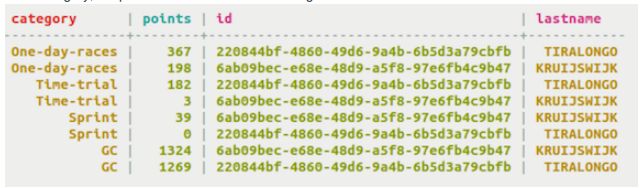 category | points | id | lastname
One-day-races | 367 | 220844bf-4860-49d6-9a4b-6b5d3a79cbfb | TIRALONGO
One-day-races | 198 | 6ab09bec-e68e-48d9-a5f8-97e6fb4c9b47 | KRUIJSWIJK
Time-trial | 182 | 220844bf-4860-49d6-9a4b-6b5d3a79cbfb | TIRALONGO
Time-trial | 3 | 6ab09bec-e68e-48d9-a5f8-97e6fb4c9b47 | KRUIJSWIJK
Sprint | 39 | 6ab09bec-e68e-48d9-a5f8-97e6fb4c9b47 | KRUIJSWIJK
Sprint | 0 | 220844bf-4860-49d6-9a4b-6b5d3a79cbfb | TIRALONGO
GC | 1324 | 6ab09bec-e68e-48d9-a5f8-97e6fb4c9b47 | KRUIJSWIJK
GC | 1269 | 220844bf-4860-49d6-9a4b-6b5d3a79cbfb | TIRALONGO